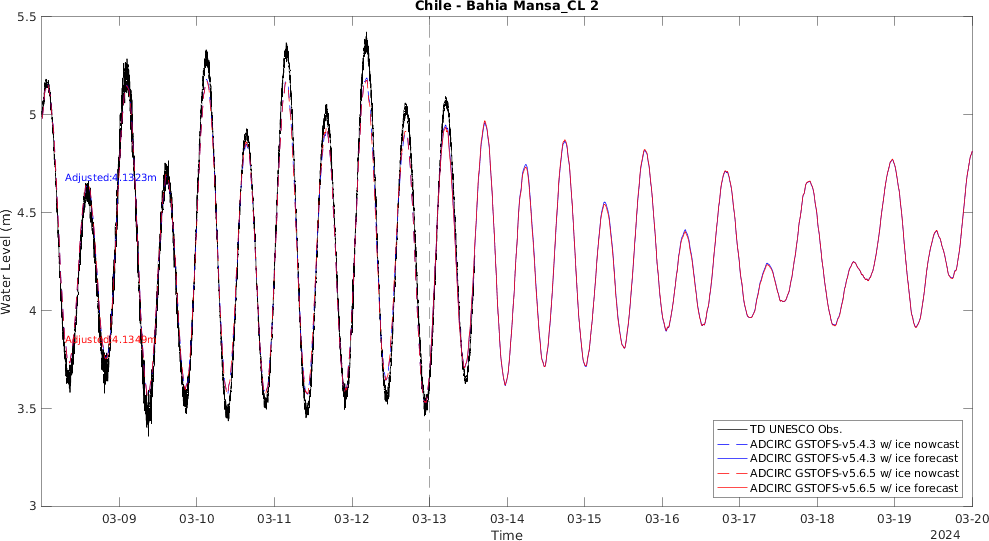 Chile - Bahia Mansa_CL 2
Water Level (m)
5.5
5
4.5
4
3.5
3
Adjusted:4.1323m
Adjusted:4.1349m
TD UNESCO Obs.
ADCIRC GSTOFS-v5.4.3 w/ ice nowcast
ADCIRC GSTOFS-v5.4.3 w/ ice forecast
ADCIRC GSTOFS-v5.6.5 w/ ice nowcast
ADCIRC GSTOFS-v5.6.5 w/ ice forecast
03-09 03-10 03-11 03-12 03-13 03-14 03-15 03-16 03-17 03-18 03-19 03-20
Time
2024